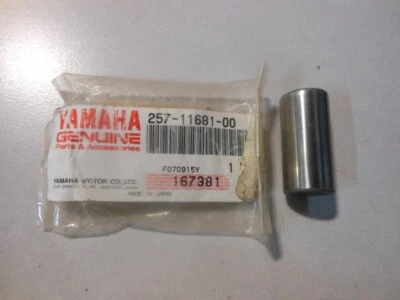 YAMAHA 257-11681-00
GENUINE
Parts & Accessories
F070915Y 1
167381
YAMAHA MOTOR CO., LTD.
MADE IN JAPAN